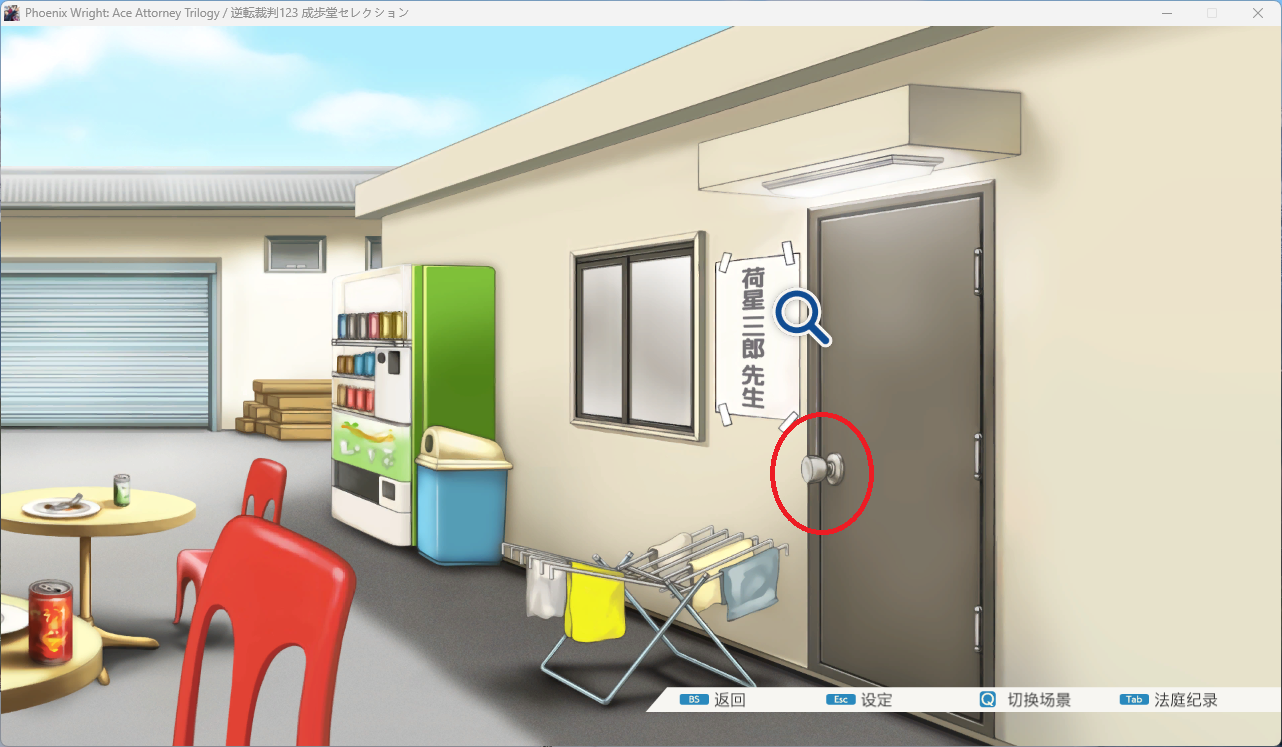 Phoenix Wright: Ace Attorney Trilogy / 逆転裁判123 成歩堂セレクション
荷星三郎 先生
BS 返回
Esc 设定
Q 切换场景
Tab 法庭纪录